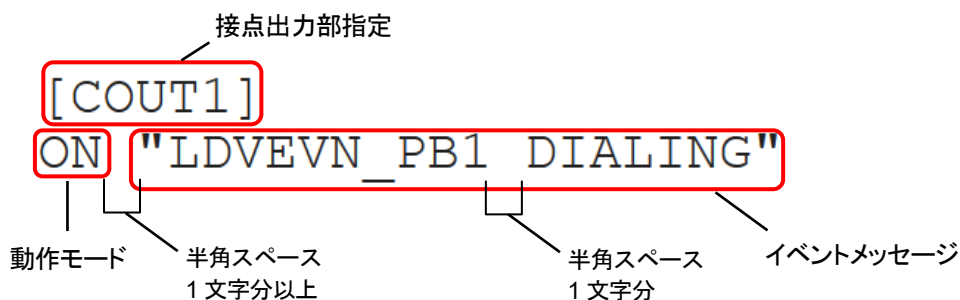 接点出力部指定
[COUT1]
ON "LDVEVN_PB1 DIALING"
動作モード
半角スペース
1文字分以上
半角スペース
1文字分
イベントメッセージ